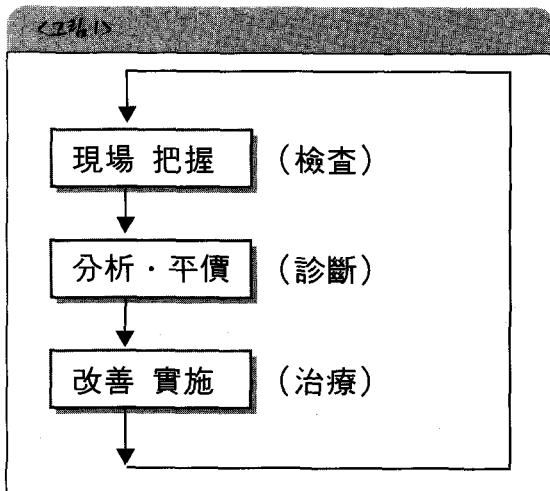 <그림 1>
現場 把握 (檢査)
分析·平價 (診斷)
改善 實施 (治療)